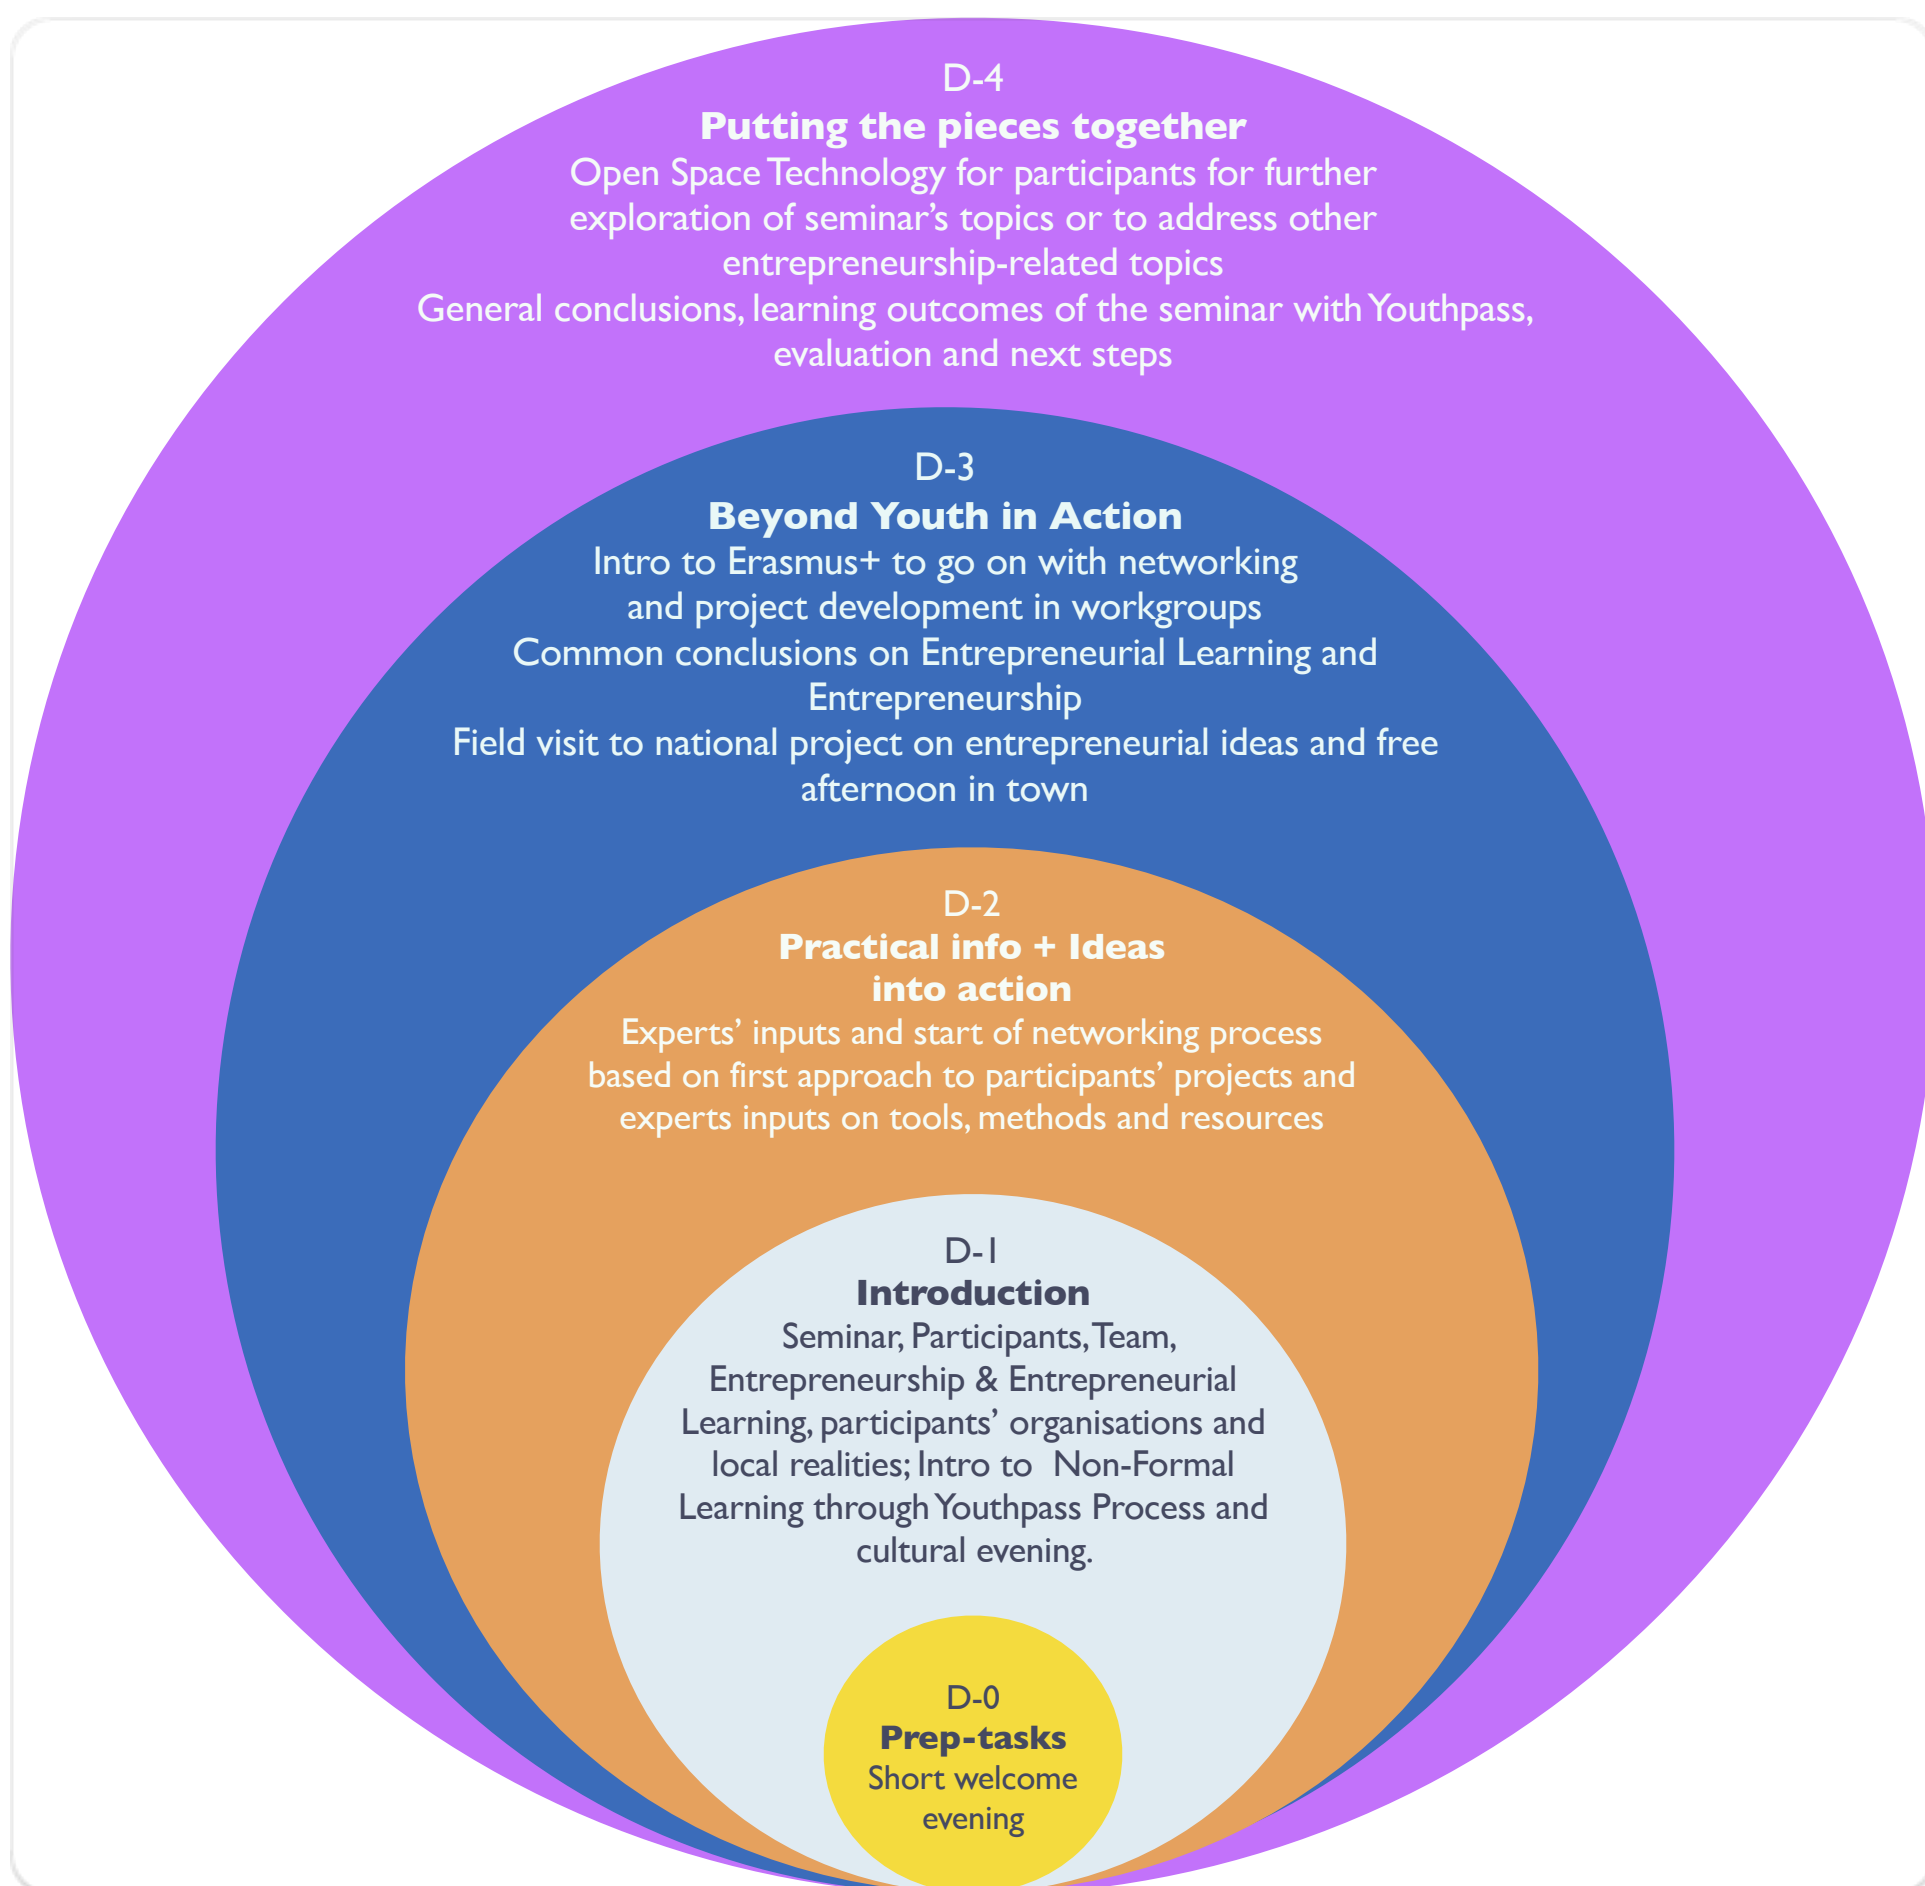 D-4
Putting the pieces together
Open Space Technology for participants for further
exploration of seminar’s topics or to address other
entrepreneurship-related topics
General conclusions, learning outcomes of the seminar with Youthpass,
evaluation and next steps
D-3
Beyond Youth in Action
Intro to Erasmus+ to go on with networking
and project development in workgroups
Common conclusions on Entrepreneurial Learning and
Entrepreneurship
Field visit to national project on entrepreneurial ideas and free
afternoon in town
D-2
Practical info + Ideas
into action
Experts’ inputs and start of networking process
based on first approach to participants’ projects and
experts inputs on tools, methods and resources
D-1
Introduction
Seminar, Participants, Team,
Entrepreneurship & Entrepreneurial
Learning, participants’ organisations and
local realities; Intro to  Non-Formal
Learning through Youthpass Process and
cultural evening.
D-0
Prep-tasks
Short welcome
evening